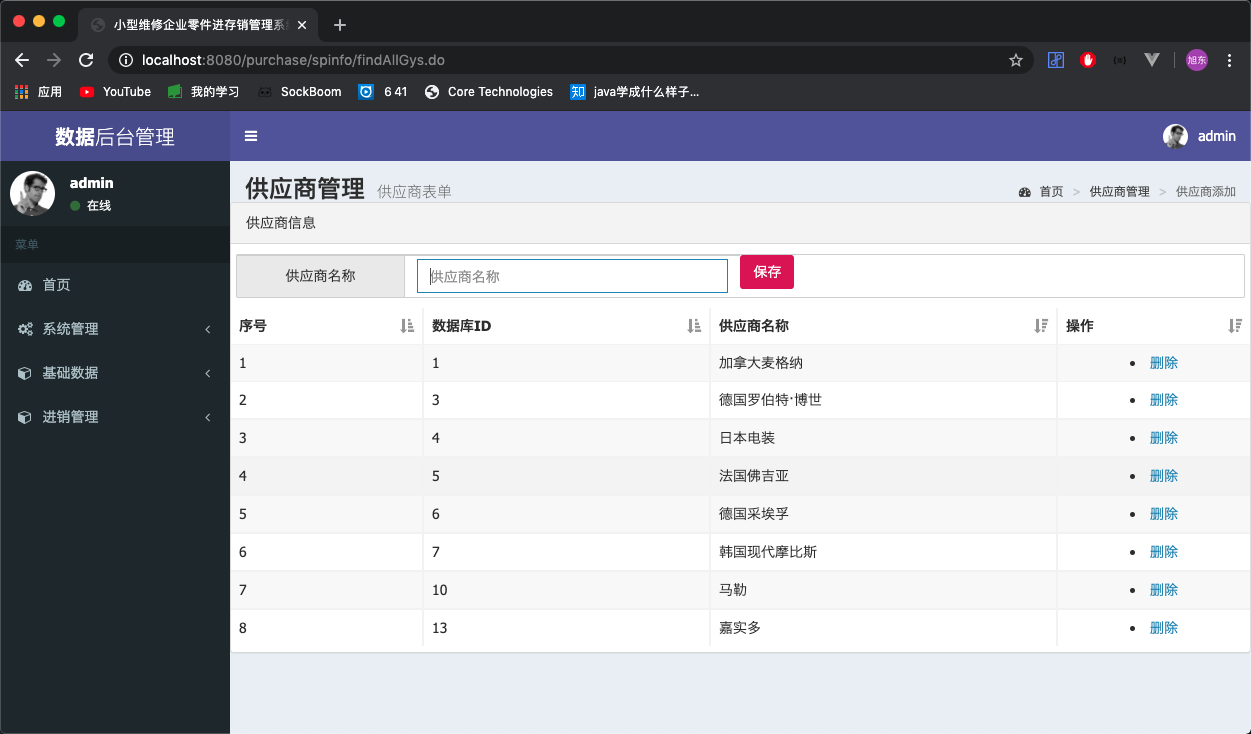 小型维修企业零件进存销管理系统
localhost:8080/purchase/spinfo/findAllGys.do
旭东
应用 YouTube 我的学习 SockBoom 6 41 Core Technologies 知 java学成什么样子...
数据后台管理
admin
admin
在线
菜单
首页
系统管理
基础数据
进销管理
供应商管理 供应商表单
首页 > 供应商管理 > 供应商添加
供应商信息
供应商名称 供应商名称 保存
序号 数据库ID 供应商名称 操作
1 1 加拿大麦格纳 • 删除
2 3 德国罗伯特·博世 • 删除
3 4 日本电装 • 删除
4 5 法国佛吉亚 • 删除
5 6 德国采埃孚 • 删除
6 7 韩国现代摩比斯 • 删除
7 10 马勒 • 删除
8 13 嘉实多 • 删除